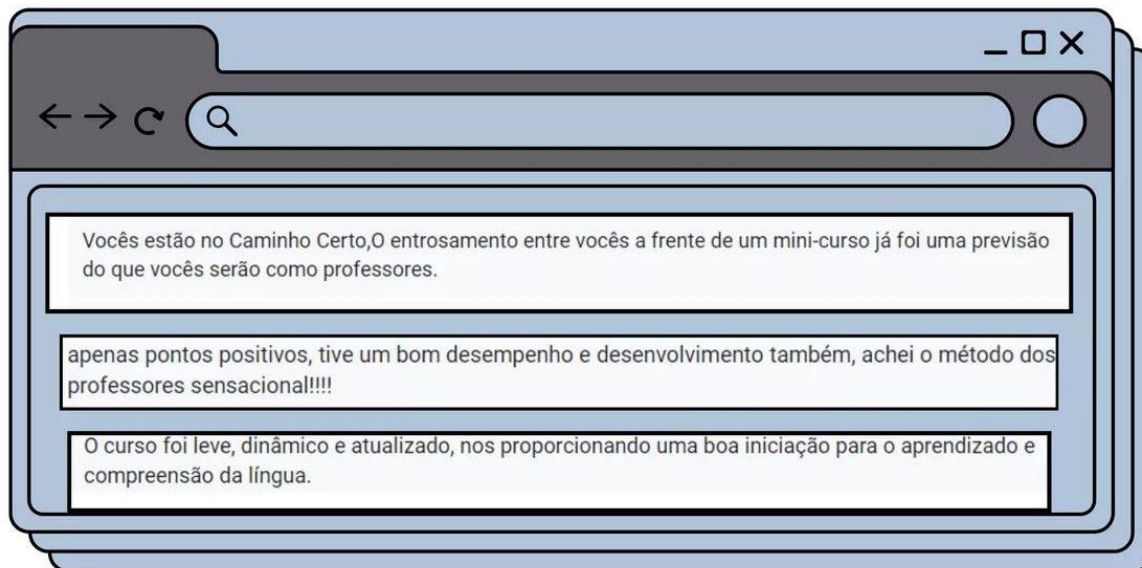 Vocês estão no Caminho Certo,O entrosamento entre vocês a frente de um mini-curso já foi uma previsão
do que vocês serão como professores.
apenas pontos positivos, tive um bom desempenho e desenvolvimento também, achei o método dos
professores sensacional!!!!
O curso foi leve, dinâmico e atualizado, nos proporcionando uma boa iniciação para o aprendizado e
compreensão da língua.